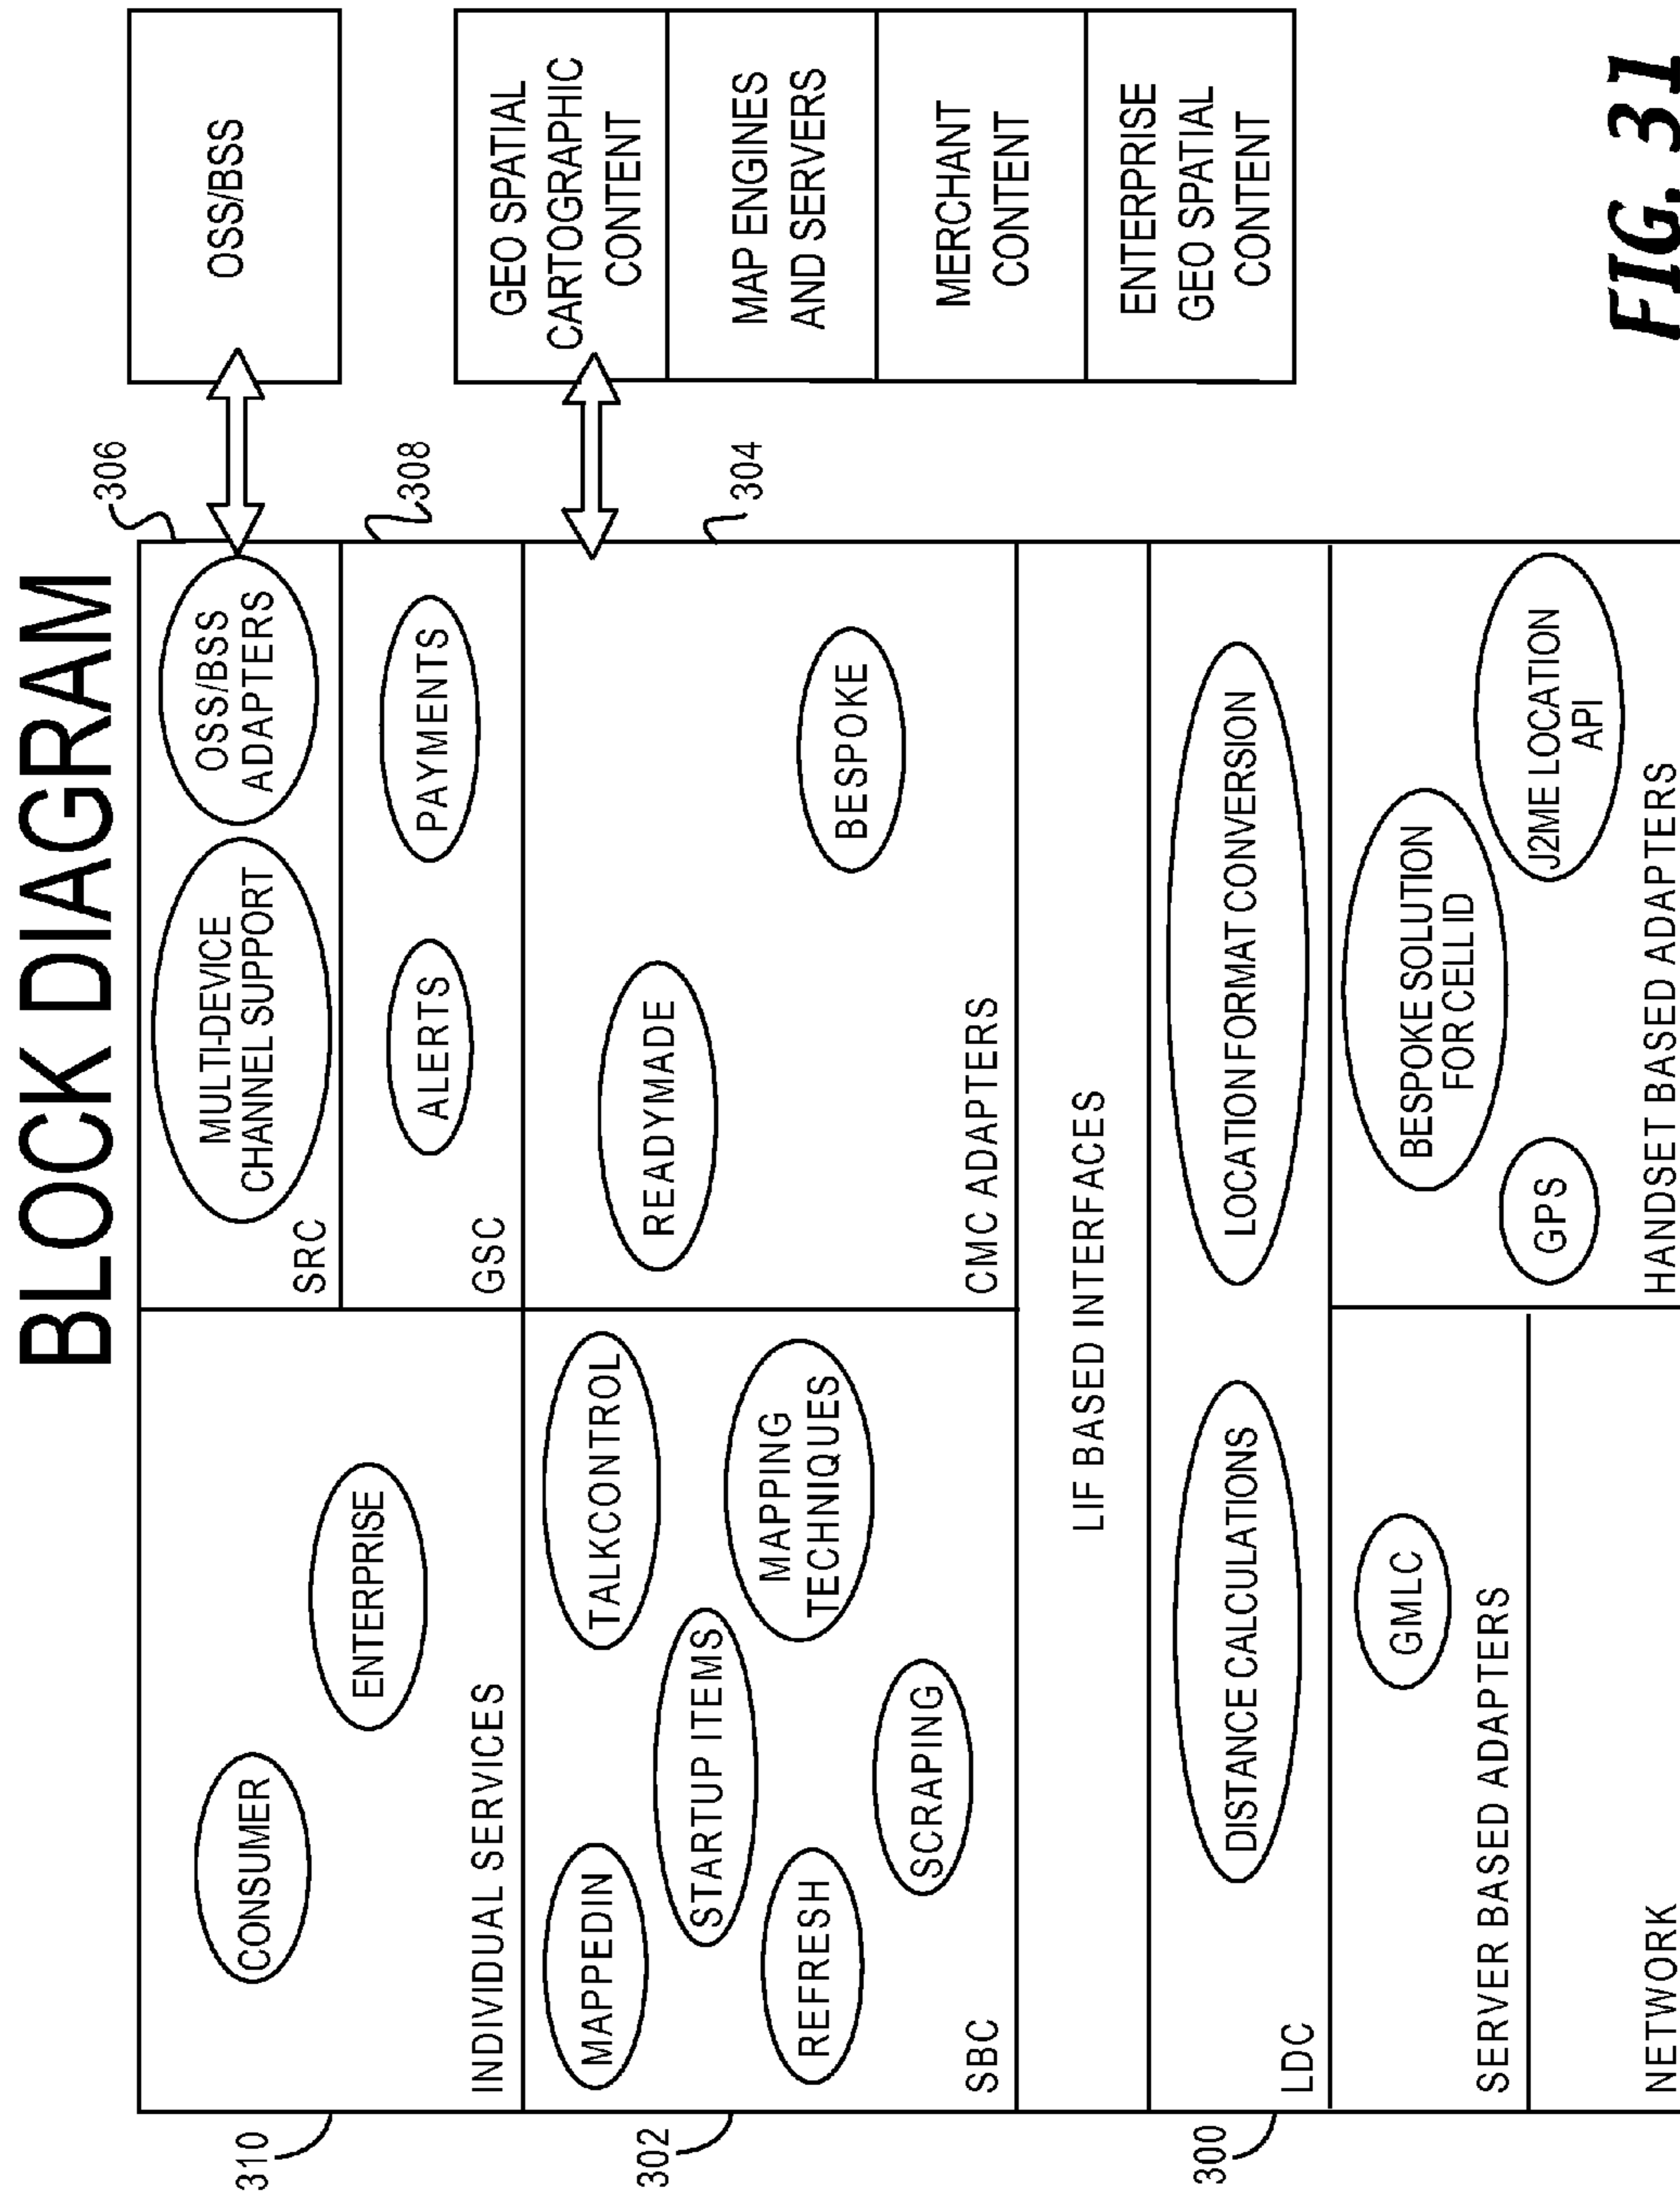 BLOCK DIAGRAM
310
CONSUMER
ENTERPRISE
INDIVIDUAL SERVICES
MULTI-DEVICE
CHANNEL SUPPORT
OSS/BSS
ADAPTERS
SRC
306
OSS/BSS
ALERTS
PAYMENTS
GSC
308
302
MAPPEDIN
TALKCONTROL
STARTUP ITEMS
MAPPING
TECHNIQUES
REFRESH
SCRAPING
SBC
READYMADE
BESPOKE
CMC ADAPTERS
304
GEO SPATIAL
CARTOGRAPHIC
CONTENT
MAP ENGINES
AND SERVERS
MERCHANT
CONTENT
ENTERPRISE
GEO SPATIAL
CONTENT
LIF BASED INTERFACES
300
DISTANCE CALCULATIONS
LOCATION FORMAT CONVERSION
LDC
GMLC
SERVER BASED ADAPTERS
NETWORK
BESPOKE SOLUTION
FOR CELL ID
GPS
J2ME LOCATION
API
HANDSET BASED ADAPTERS
FIG. 31